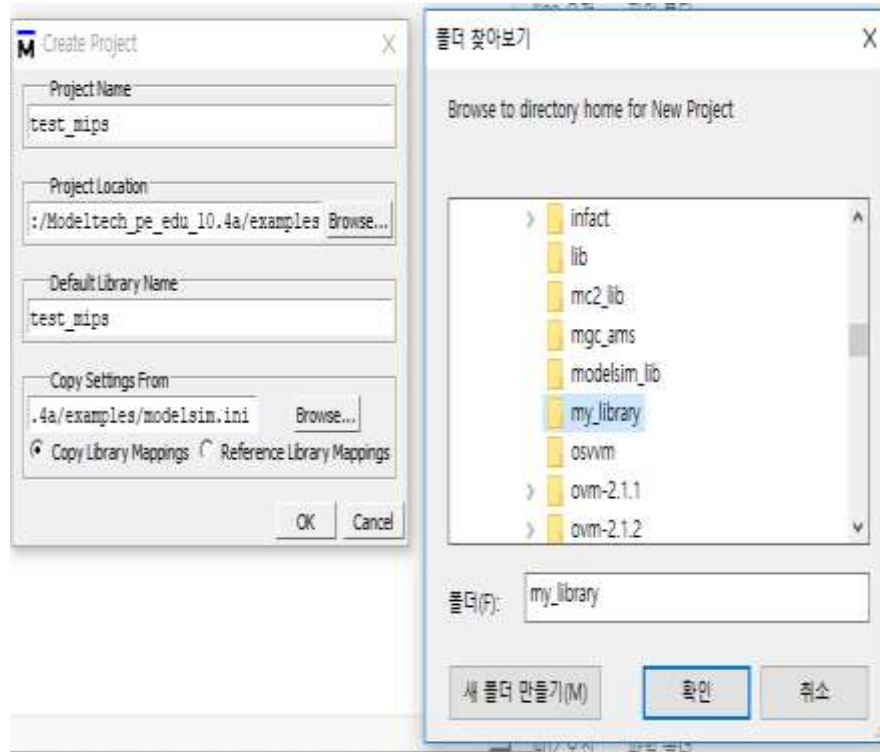 Create Project
Project Name
test_mips
Project Location
:/Modeltech_pe_edu_10.4a/examples Browse...
Default Library Name
test_mips
Copy Settings From
.4a/examples/modelsim.ini Browse...
Copy Library Mappings Reference Library Mappings
OK Cancel
폴더 찾아보기
Browse to directory home for New Project
infact
lib
mc2_lib
mgc_ams
modelsim_lib
my_library
osvvm
ovm-2.1.1
ovm-2.1.2
폴더(F): my_library
새 폴더 만들기(M) 확인 취소